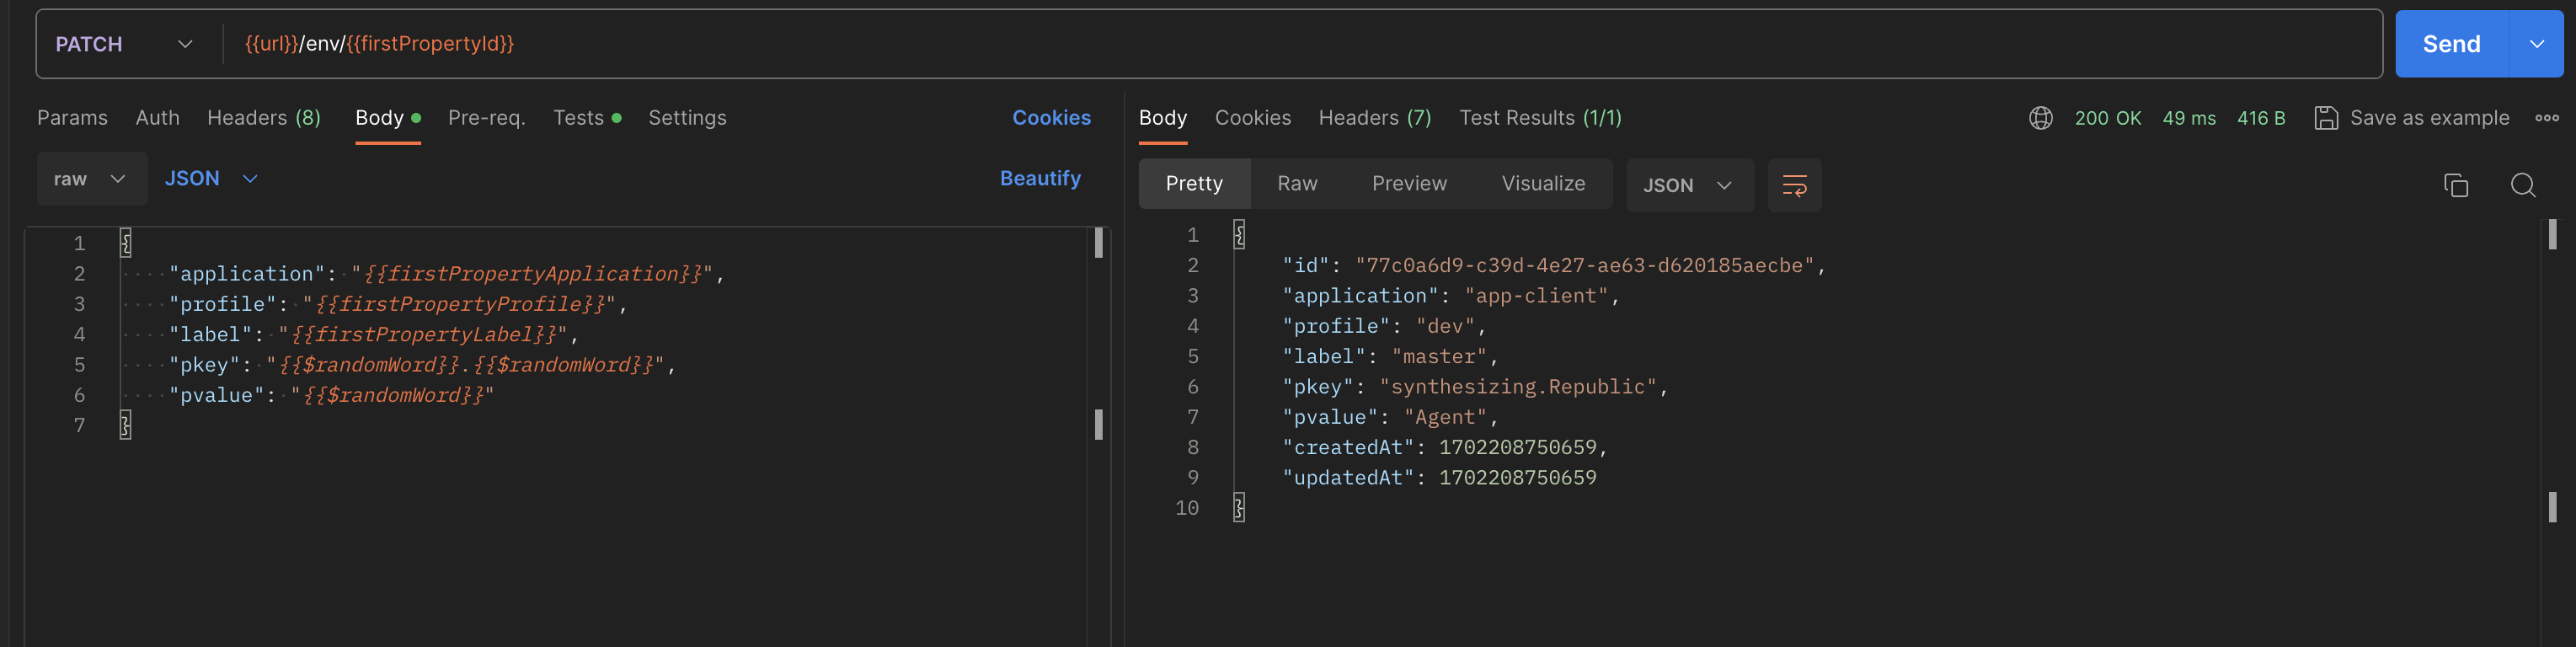 PATCH {{url}}/env/{{firstPropertyId}} Send
Params Auth Headers (8) Body Pre-req. Tests Settings Cookies
raw JSON Beautify
1 {
2 "application": "{{firstPropertyApplication}}",
3 "profile": "{{firstPropertyProfile}}",
4 "label": "{{firstPropertyLabel}}",
5 "pkey": "{{$randomWord}}.{{$randomWord}}",
6 "pvalue": "{{$randomWord}}"
7 }
Body Cookies Headers (7) Test Results (1/1) 200 OK 49 ms 416 B Save as example
Pretty Raw Preview Visualize JSON
1 {
2 "id": "77c0a6d9-c39d-4e27-ae63-d620185aecbe",
3 "application": "app-client",
4 "profile": "dev",
5 "label": "master",
6 "pkey": "synthesizing.Republic",
7 "pvalue": "Agent",
8 "createdAt": 1702208750659,
9 "updatedAt": 1702208750659
10 }